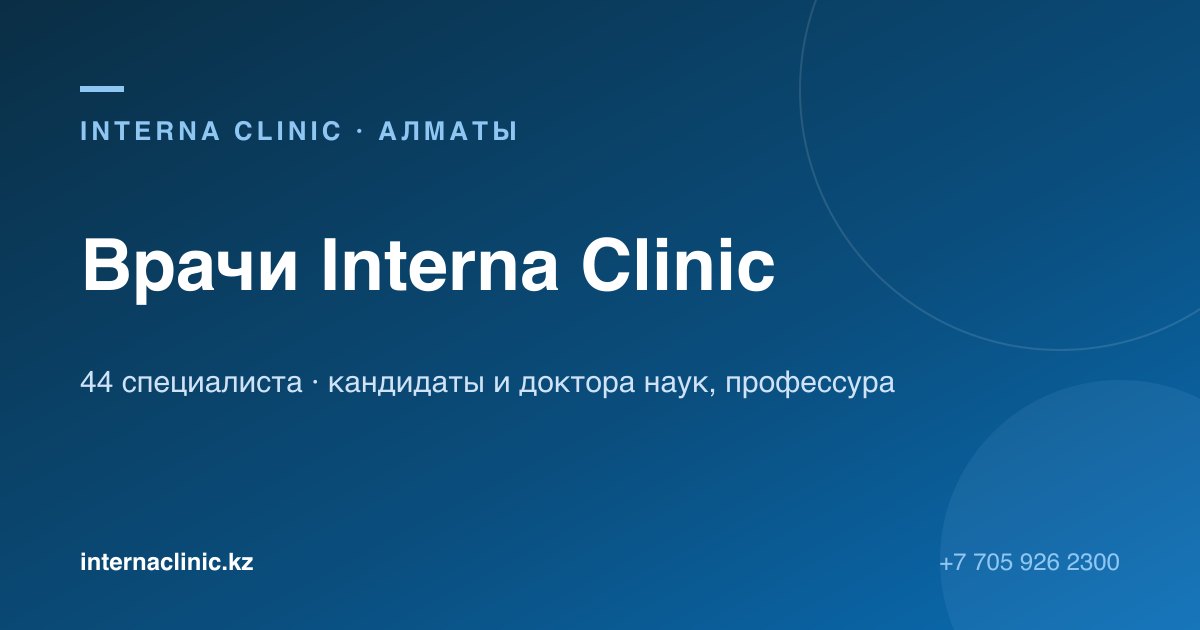 INTERNA CLINIC · АЛМАТЫ
Врачи Interna Clinic
44 специалиста · кандидаты и доктора наук, профессура
internaclinic.kz
+7 705 926 2300